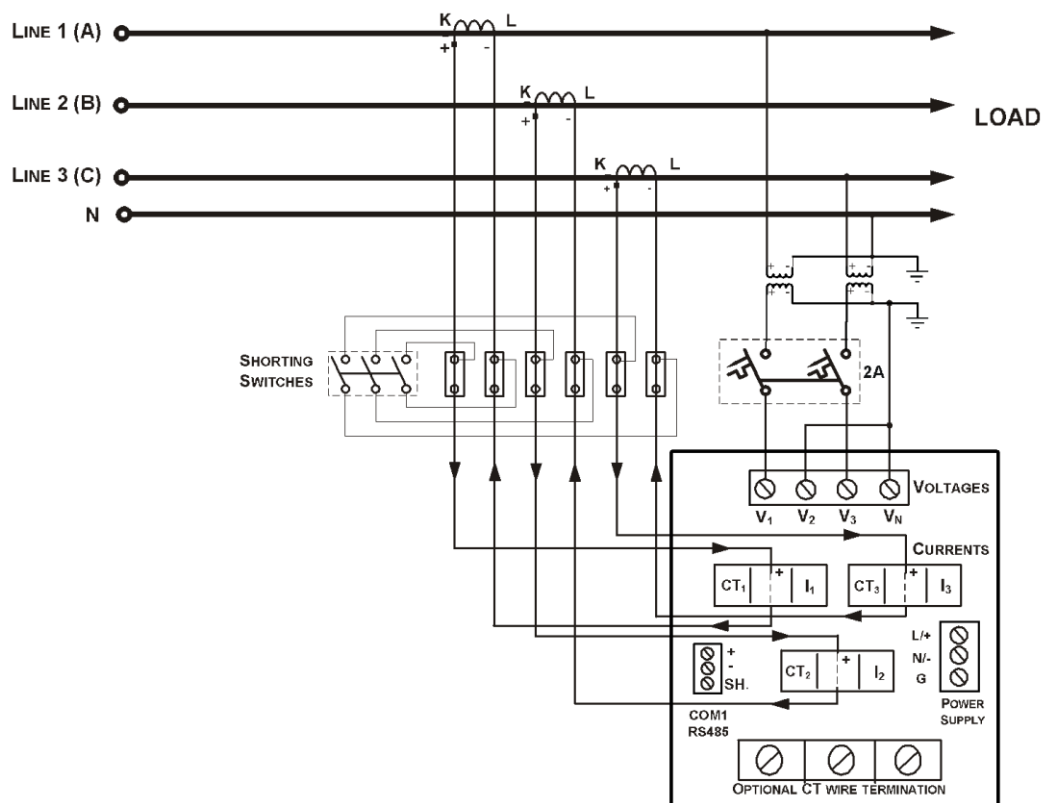 K L
LINE 1 (A)
+ -
K L
LINE 2 (B)
+ -
LOAD
K L
LINE 3 (C)
+ -
N
+ - + -
+ - + -
SHORTING
SWITCHES
2A
VOLTAGES
V1 V2 V3 VN
CURRENTS
CT1 + I1
CT3 + I3
L/+
N/-
G
POWER
SUPPLY
+
-
SH.
COM1
RS485
CT2 + I2
OPTIONAL CT WIRE TERMINATION